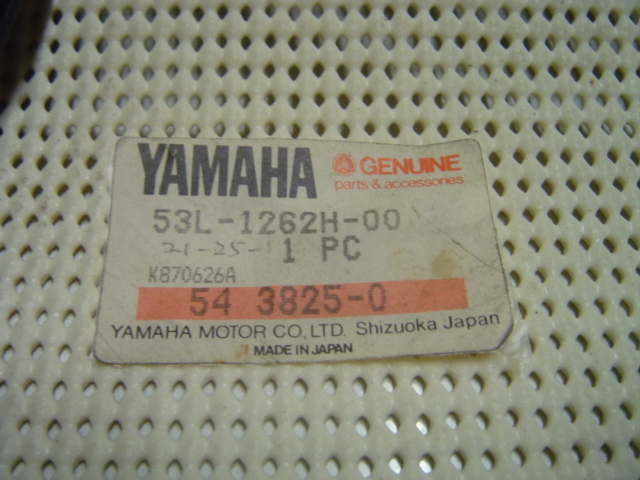 YAMAHA GENUINE
parts & accessories
53L-1262H-00
21-25-1 1 PC
K870626A
54 3825-0
YAMAHA MOTOR CO., LTD. Shizuoka Japan
MADE IN JAPAN